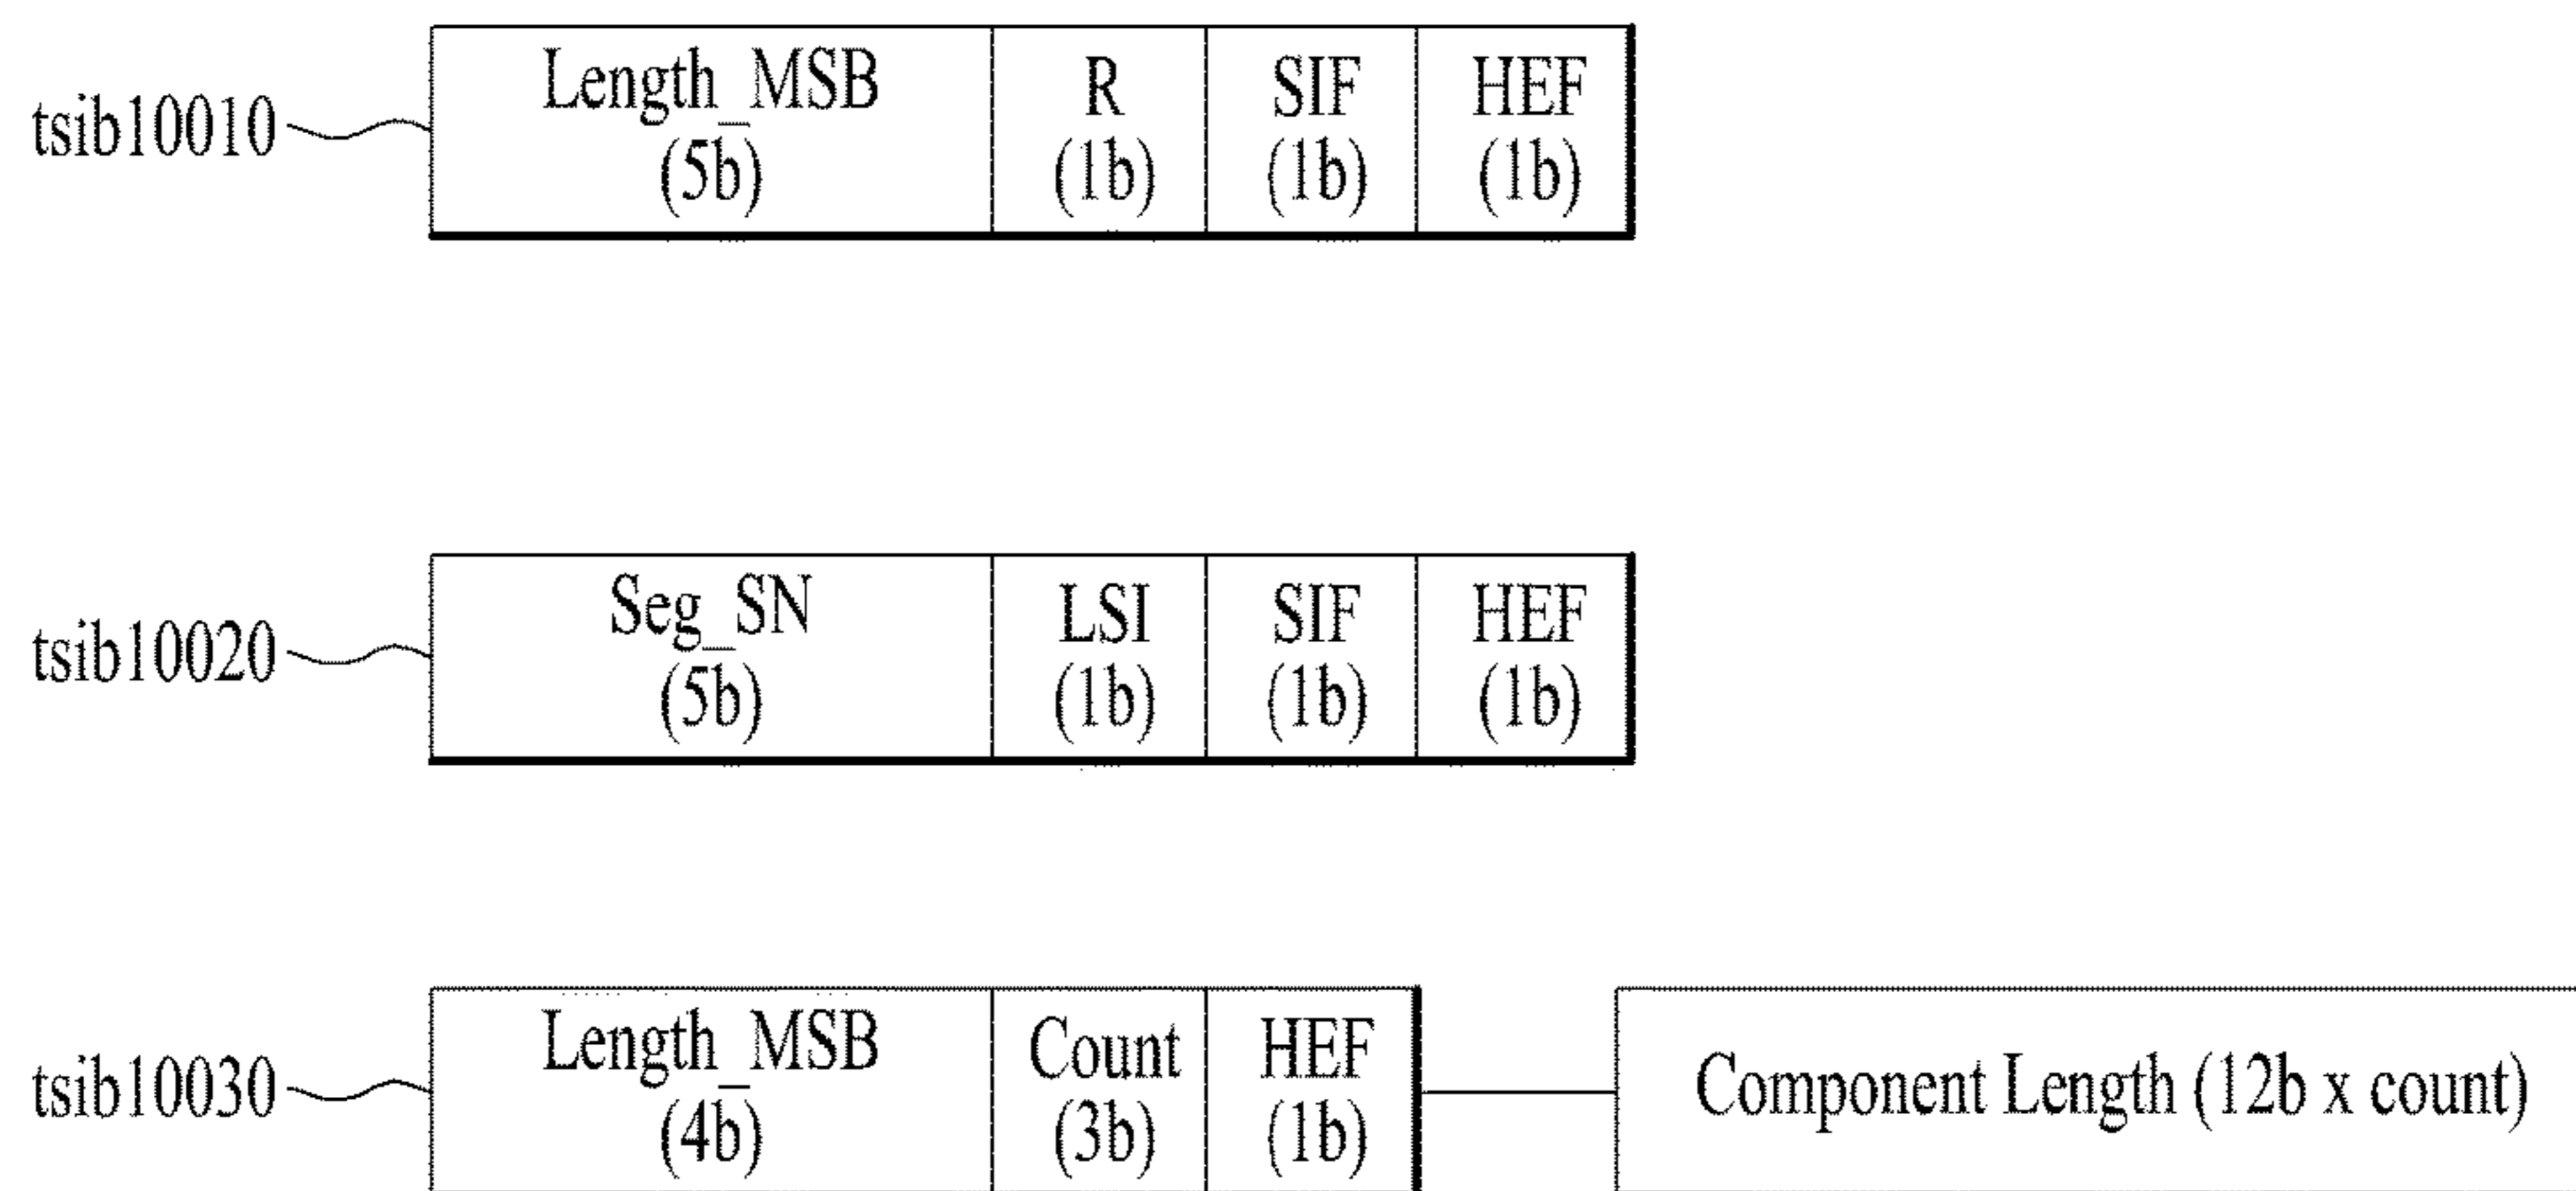 tsib10010
Length_MSB
(5b)
R
(1b)
SIF
(1b)
HEF
(1b)
tsib10020
Seg_SN
(5b)
LSI
(1b)
SIF
(1b)
HEF
(1b)
tsib10030
Length_MSB
(4b)
Count
(3b)
HEF
(1b)
Component Length (12b x count)